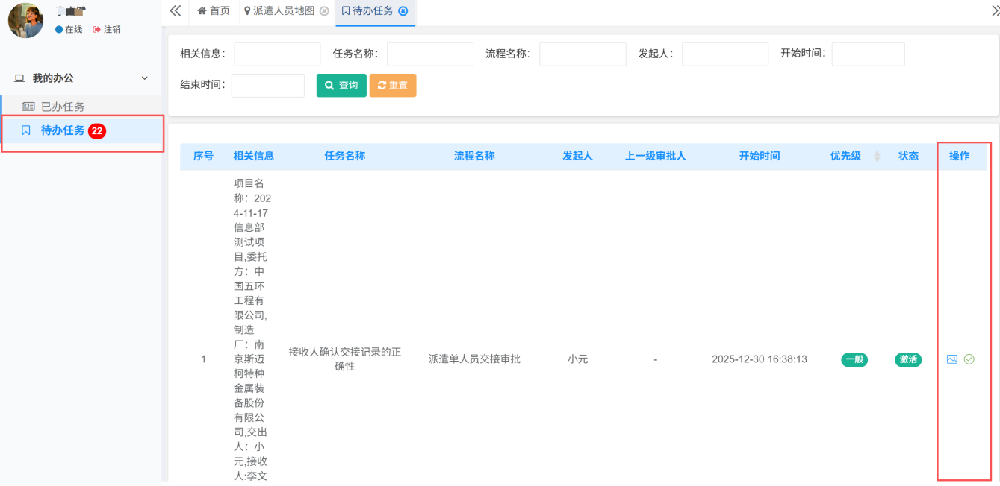 在线 注销
首页 派遣人员地图 待办任务
我的办公
已办任务
待办任务 22
相关信息: 任务名称: 流程名称: 发起人: 开始时间:
结束时间: 查询 重置
序号 相关信息 任务名称 流程名称 发起人 上一级审批人 开始时间 优先级 状态 操作
项目名
称：202
4-11-17
信息部
测试项
目,委托
方：中
国五环
工程有
限公司,
制造
厂：南
京斯迈
柯特种
金属装
备股份
有限公
司,交出
人：小
元,接收
人:李文
1 接收人确认交接记录的正
确性 派遣单人员交接审批 小元 - 2025-12-30 16:38:13 一般 激活